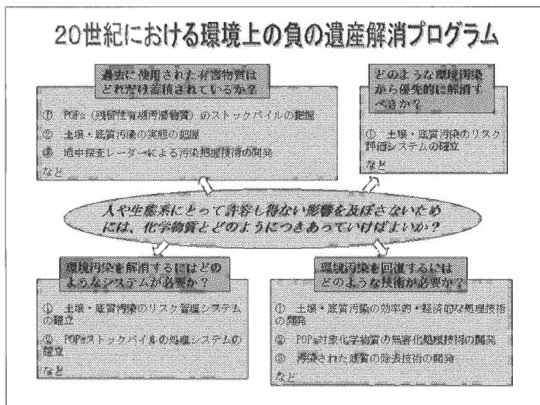 20世紀における環境上の負の遺産解消プログラム
過去に使用された有害物質は
どれだけ蓄積されているか?
① POPs(残留性有機汚染物質)のストックパイルの把握
② 土壌・底質汚染の実態の把握
③ 地中探査レーダーによる汚染把握技術の開発
など
どのような環境汚染
から優先的に解消す
べきか?
① 土壌・底質汚染のリスク
評価システムの確立
など
人や生態系にとって許容し得ない影響を及ぼさないため
には、化学物質とどのようにつきあっていけばよいか?
環境汚染を解消するにはどの
ようなシステムが必要か?
① 土壌・底質汚染のリスク管理システム
の確立
② POPsストックパイルの処理システムの
確立
など
環境汚染を回復するには
どのような技術が必要か?
① 土壌・底質汚染の効率的・経済的な処理技術
の開発
② POPs対象化学物質の無害化処理技術の開発
③ 汚染された底質の除去技術の開発
など